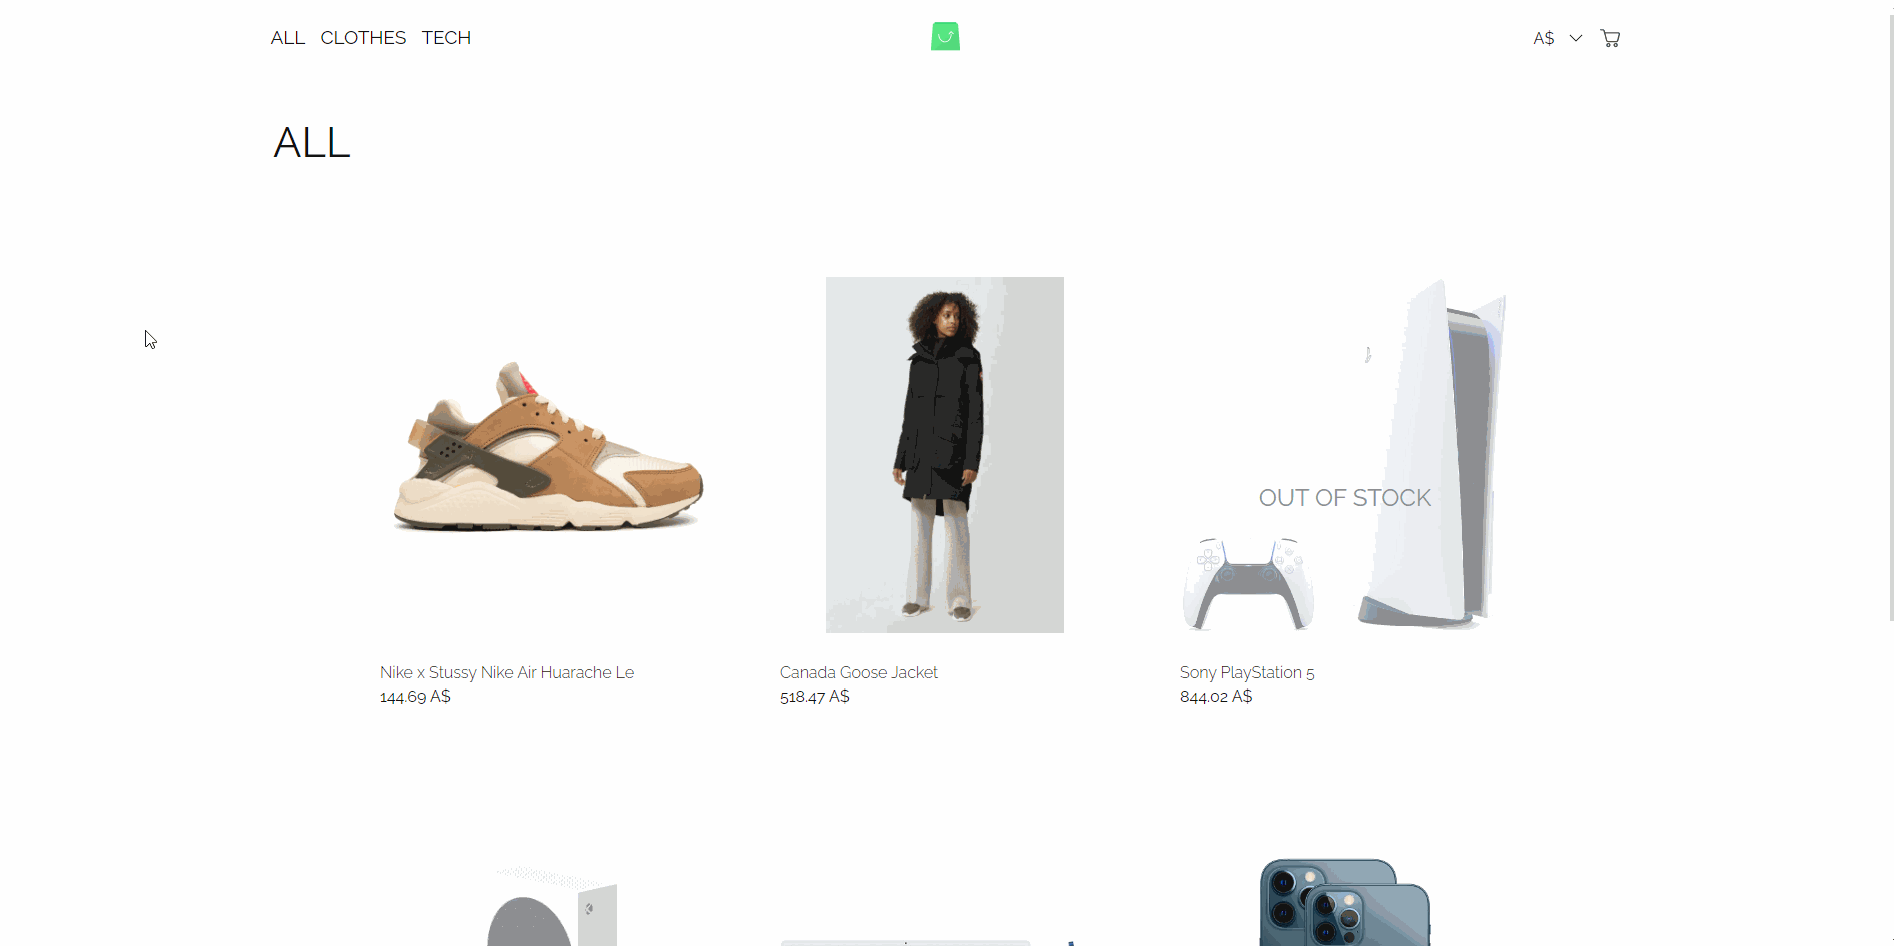 ALL CLOTHES TECH
A$
ALL
OUT OF STOCK
Nike x Stussy Nike Air Huarache Le
144.69 A$
Canada Goose Jacket
518.47 A$
Sony PlayStation 5
844.02 A$